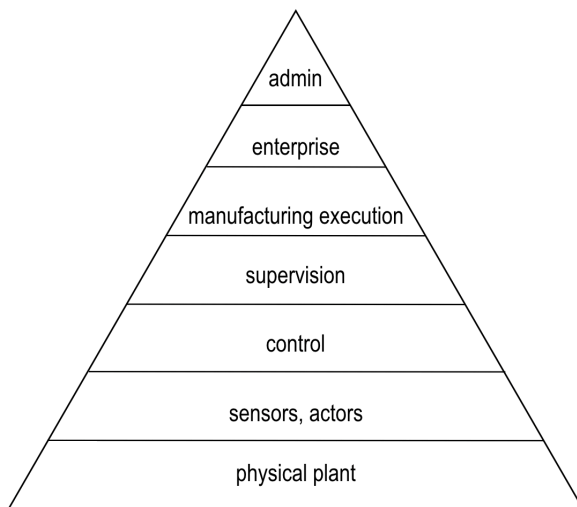 admin
enterprise
manufacturing execution
supervision
control
sensors, actors
physical plant